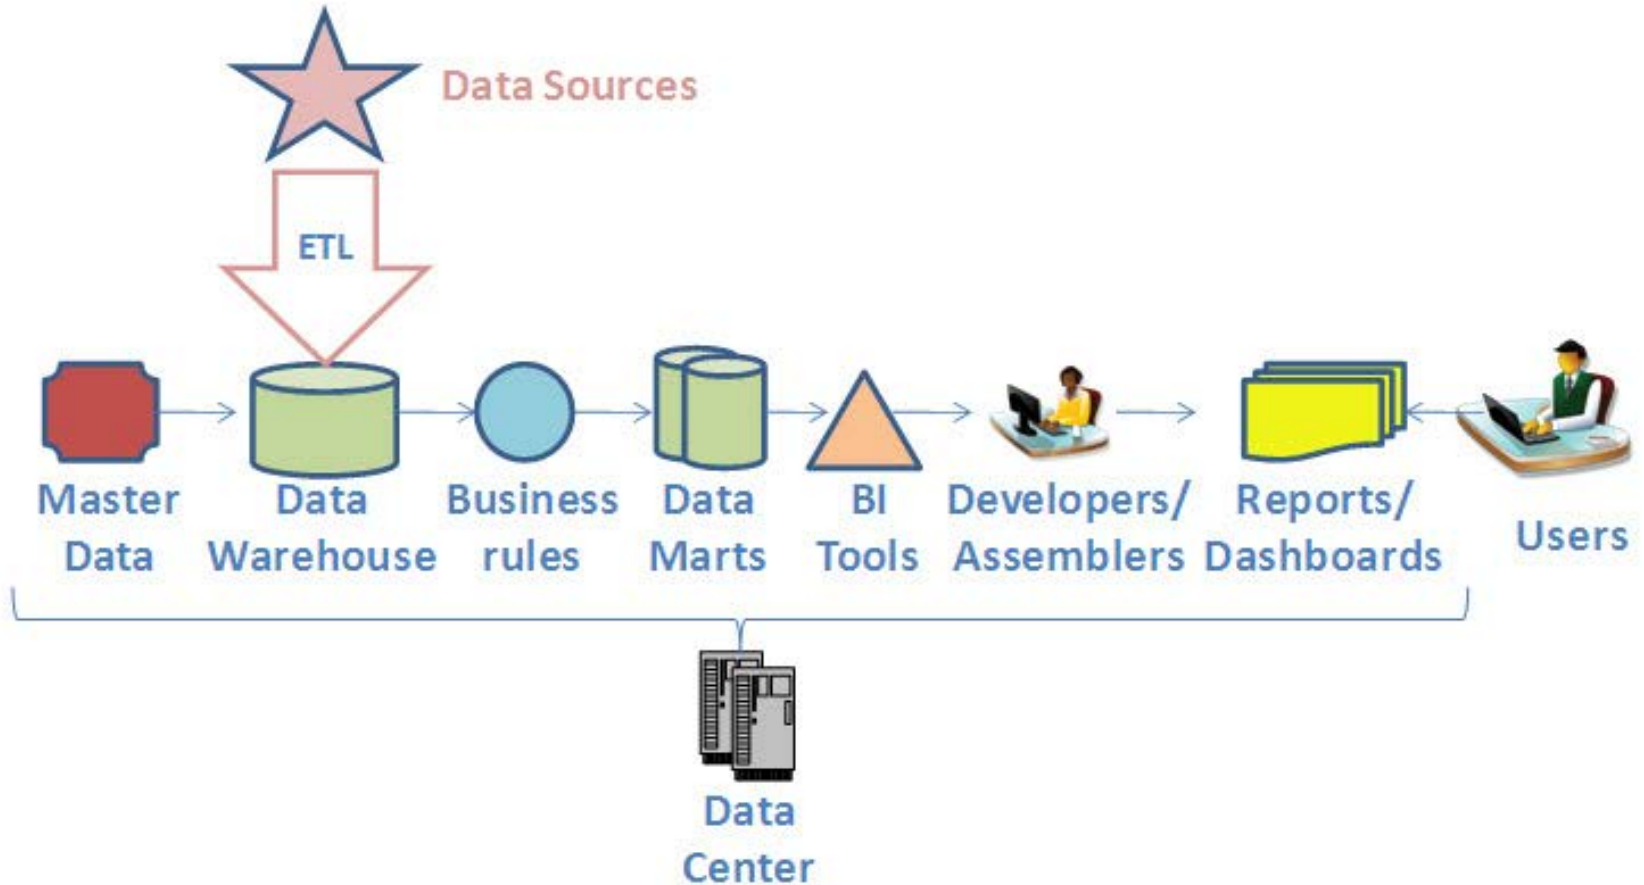 Data Sources
ETL
Master
Data
Data
Warehouse
Business
rules
Data
Marts
BI
Tools
Developers/
Assemblers
Reports/
Dashboards
Users
Data
Center